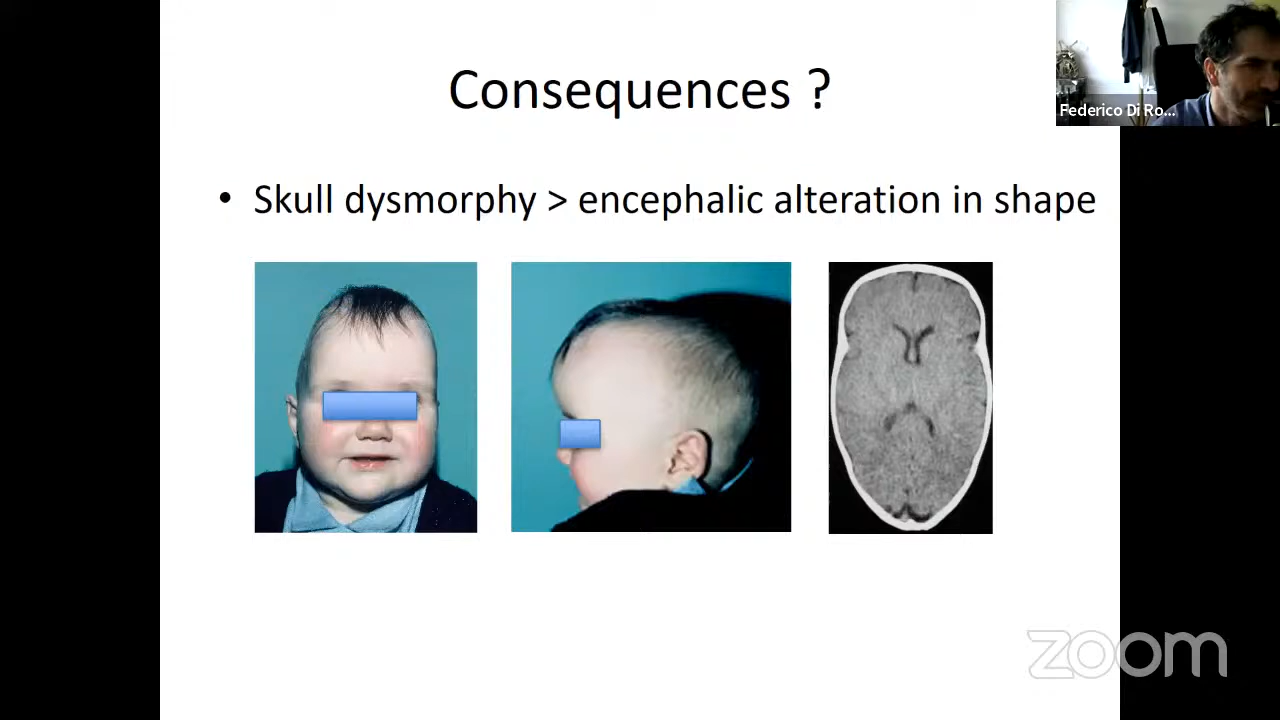 Consequences ?
Federico Di Ro...
• Skull dysmorphy > encephalic alteration in shape
zoom